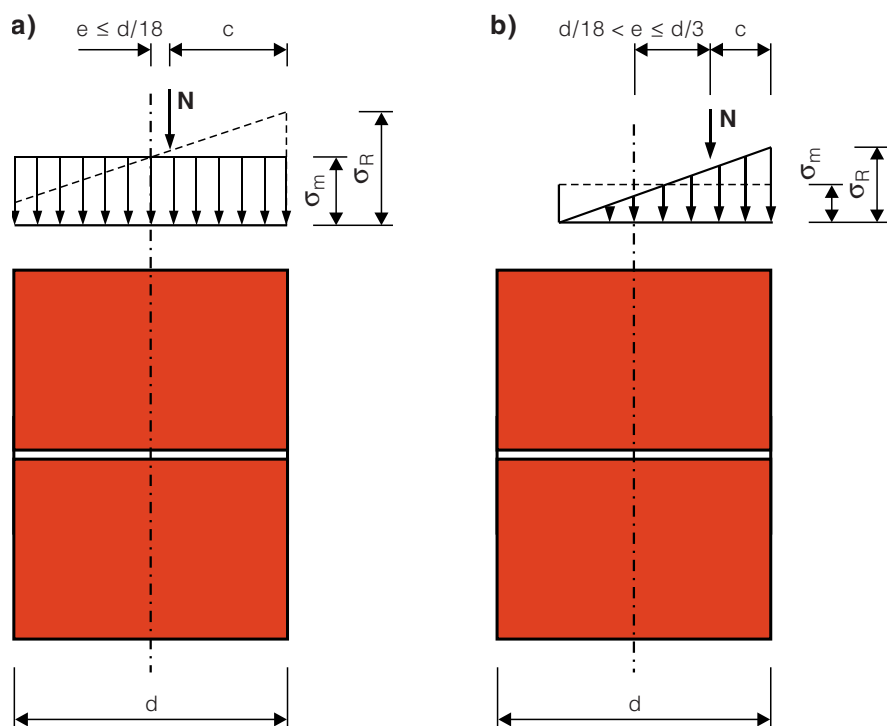 a)
e ≤ d/18
c
N
σm
σR
d
b)
d/18 < e ≤ d/3
c
N
σm
σR
d